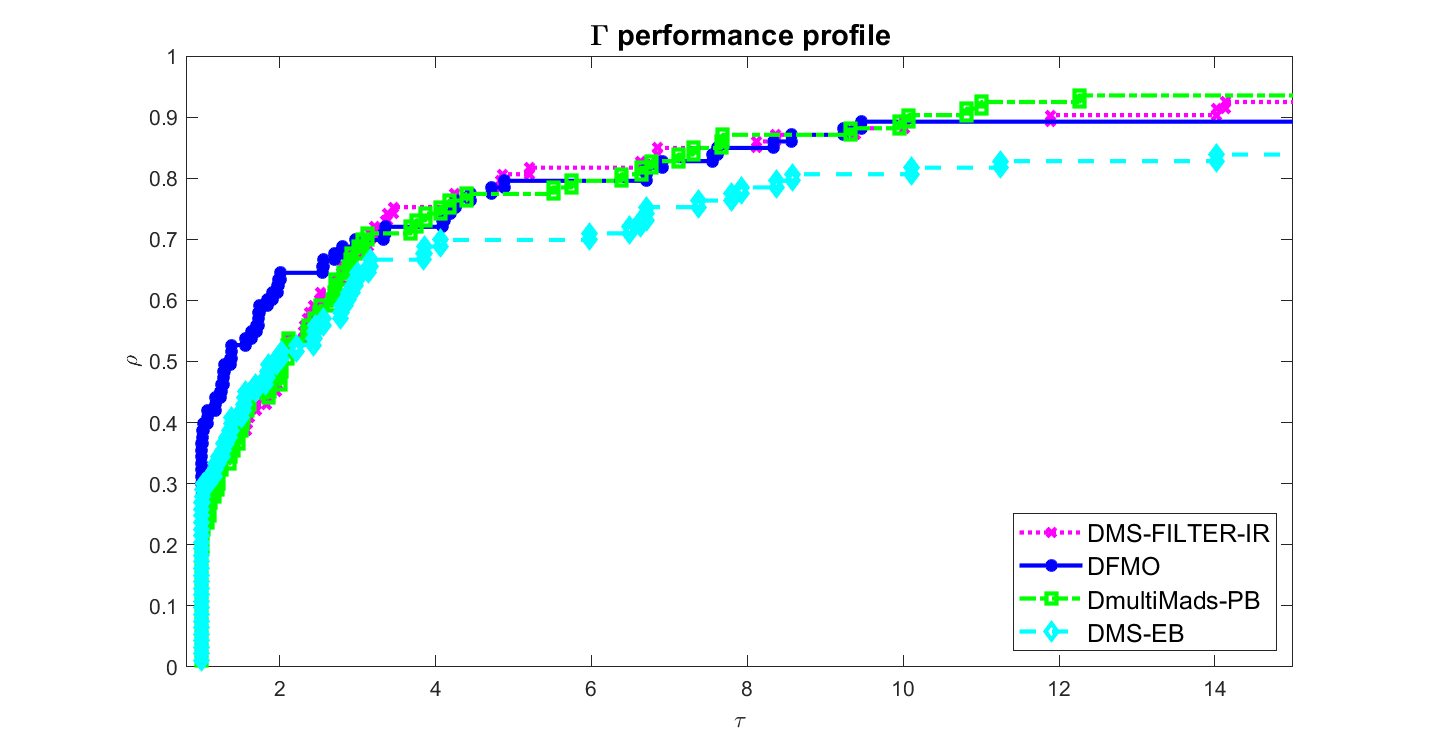 Γ performance profile
1
0.9
0.8
0.7
0.6
0.5
0.4
0.3
0.2
0.1
0
ρ
2 4 6 8 10 12 14
τ
DMS-FILTER-IR
DFMO
DmultiMads-PB
DMS-EB